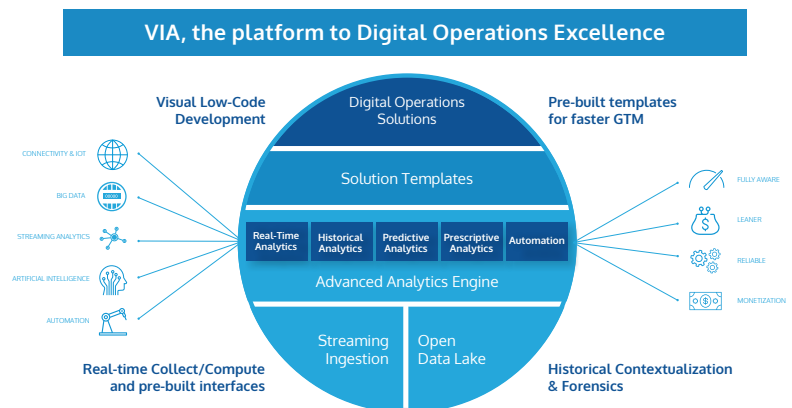 VIA, the platform to Digital Operations Excellence
Visual Low-Code
Development
Digital Operations
Solutions
Pre-built templates
for faster GTM
CONNECTIVITY & IOT
BIG DATA
STREAMING ANALYTICS
ARTIFICIAL INTELLIGENCE
AUTOMATION
Solution Templates
Real-Time
Analytics
Historical
Analytics
Predictive
Analytics
Prescriptive
Analytics
Automation
Advanced Analytics Engine
Streaming
Ingestion
Open
Data Lake
FULLY AWARE
LEANER
RELIABLE
MONETIZATION
Real-time Collect/Compute
and pre-built interfaces
Historical Contextualization
& Forensics